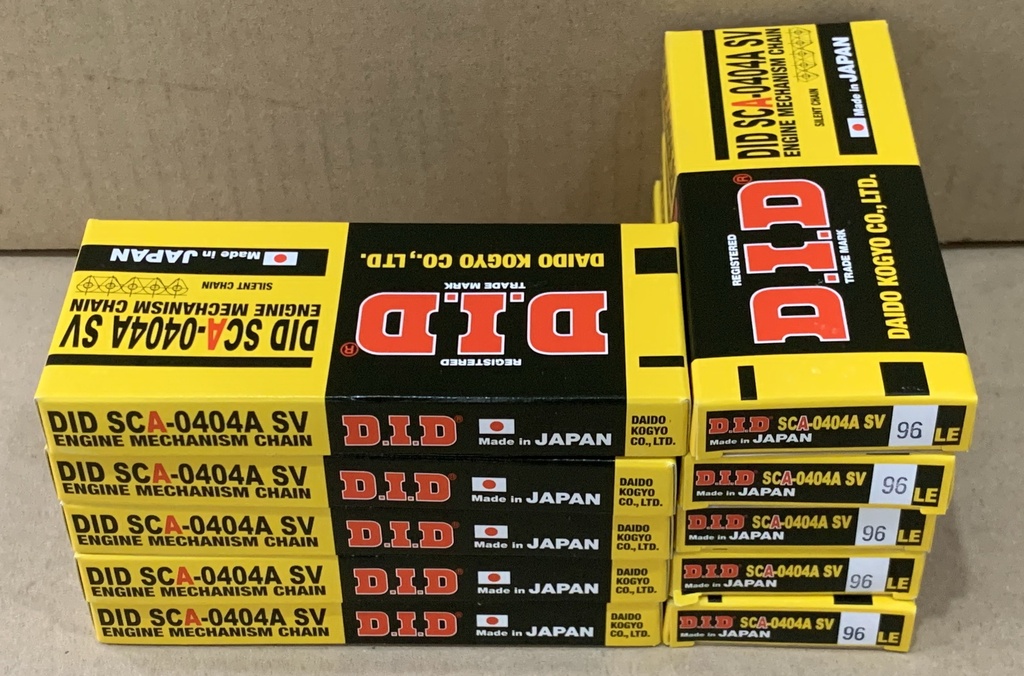 Made in JAPAN
SILENT CHAIN
ENGINE MECHANISM CHAIN
DID SCA-0404A SV
DAIDO KOGYO CO., LTD.
TRADE MARK
D.I.D®
REGISTERED
DID SCA-0404A SV
ENGINE MECHANISM CHAIN
D.I.D®
Made in JAPAN
DAIDO
KOGYO
CO., LTD.
DID SCA-0404A SV
ENGINE MECHANISM CHAIN
D.I.D®
Made in JAPAN
DAIDO
KOGYO
CO., LTD.
DID SCA-0404A SV
ENGINE MECHANISM CHAIN
D.I.D®
Made in JAPAN
DAIDO
KOGYO
CO., LTD.
DID SCA-0404A SV
ENGINE MECHANISM CHAIN
D.I.D®
Made in JAPAN
DAIDO
KOGYO
CO., LTD.
DID SCA-0404A SV
ENGINE MECHANISM CHAIN
D.I.D®
Made in JAPAN
DAIDO
KOGYO
CO., LTD.
DID SCA-0404A SV
ENGINE MECHANISM CHAIN
SILENT CHAIN
Made in JAPAN
REGISTERED
D.I.D®
TRADE MARK
DAIDO KOGYO CO., LTD.
D.I.D® SCA-0404A SV 96 LE
Made in JAPAN
D.I.D® SCA-0404A SV 96 LE
Made in JAPAN
D.I.D® SCA-0404A SV 96 LE
Made in JAPAN
D.I.D® SCA-0404A SV 96 LE
Made in JAPAN
D.I.D® SCA-0404A SV 96 LE
Made in JAPAN